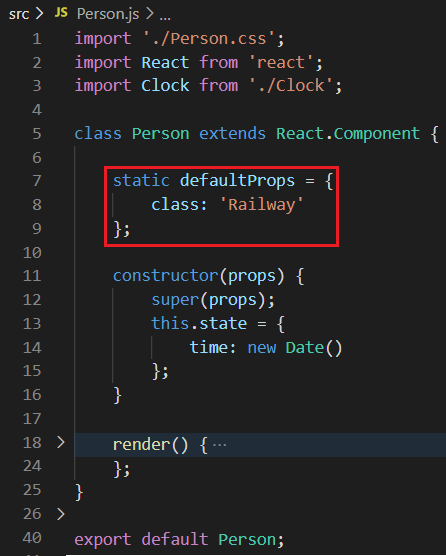 src > JS Person.js > ...
1 import './Person.css';
2 import React from 'react';
3 import Clock from './Clock';
4
5 class Person extends React.Component {
6
7 static defaultProps = {
8 class: 'Railway'
9 };
10
11 constructor(props) {
12 super(props);
13 this.state = {
14 time: new Date()
15 };
16 }
17
18 > render() { ···
24 };
25 }
26 >
40 export default Person;